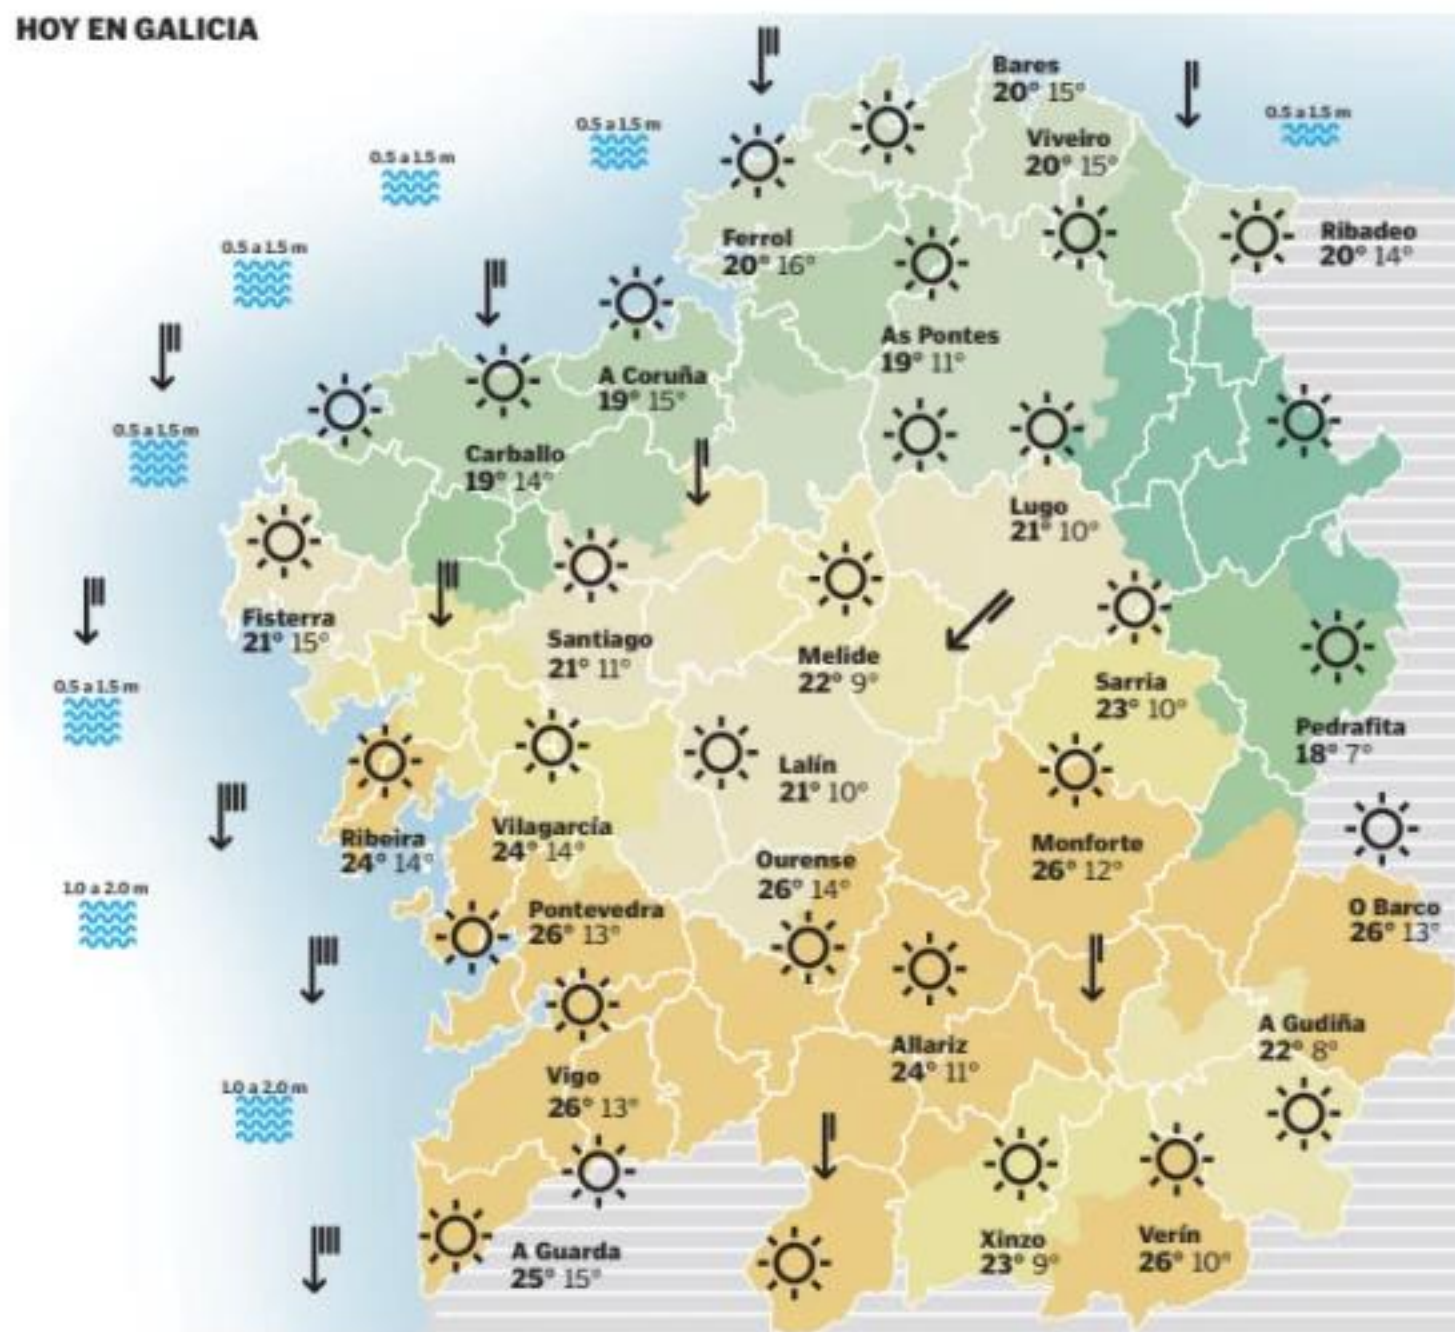 HOY EN GALICIA
Bares
20° 15°
0.5 a 1.5 m
0.5 a 1.5 m
Viveiro
20° 15°
0.5 a 1.5 m
0.5 a 1.5 m
Ferrol
20° 16°
Ribadeo
20° 14°
As Pontes
19° 11°
A Coruña
19° 15°
0.5 a 1.5 m
Carballo
19° 14°
Lugo
21° 10°
Fisterra
21° 15°
Santiago
21° 11°
Melide
22° 9°
0.5 a 1.5 m
Sarria
23° 10°
Pedrafita
18° 7°
Lalín
21° 10°
Ribeira
24° 14°
Vilagarcía
24° 14°
Monforte
26° 12°
Ourense
26° 14°
1.0 a 2.0 m
Pontevedra
26° 13°
O Barco
26° 13°
A Gudiña
22° 8°
Allariz
24° 11°
Vigo
26° 13°
1.0 a 2.0 m
A Guarda
25° 15°
Xinzo
23° 9°
Verín
26° 10°